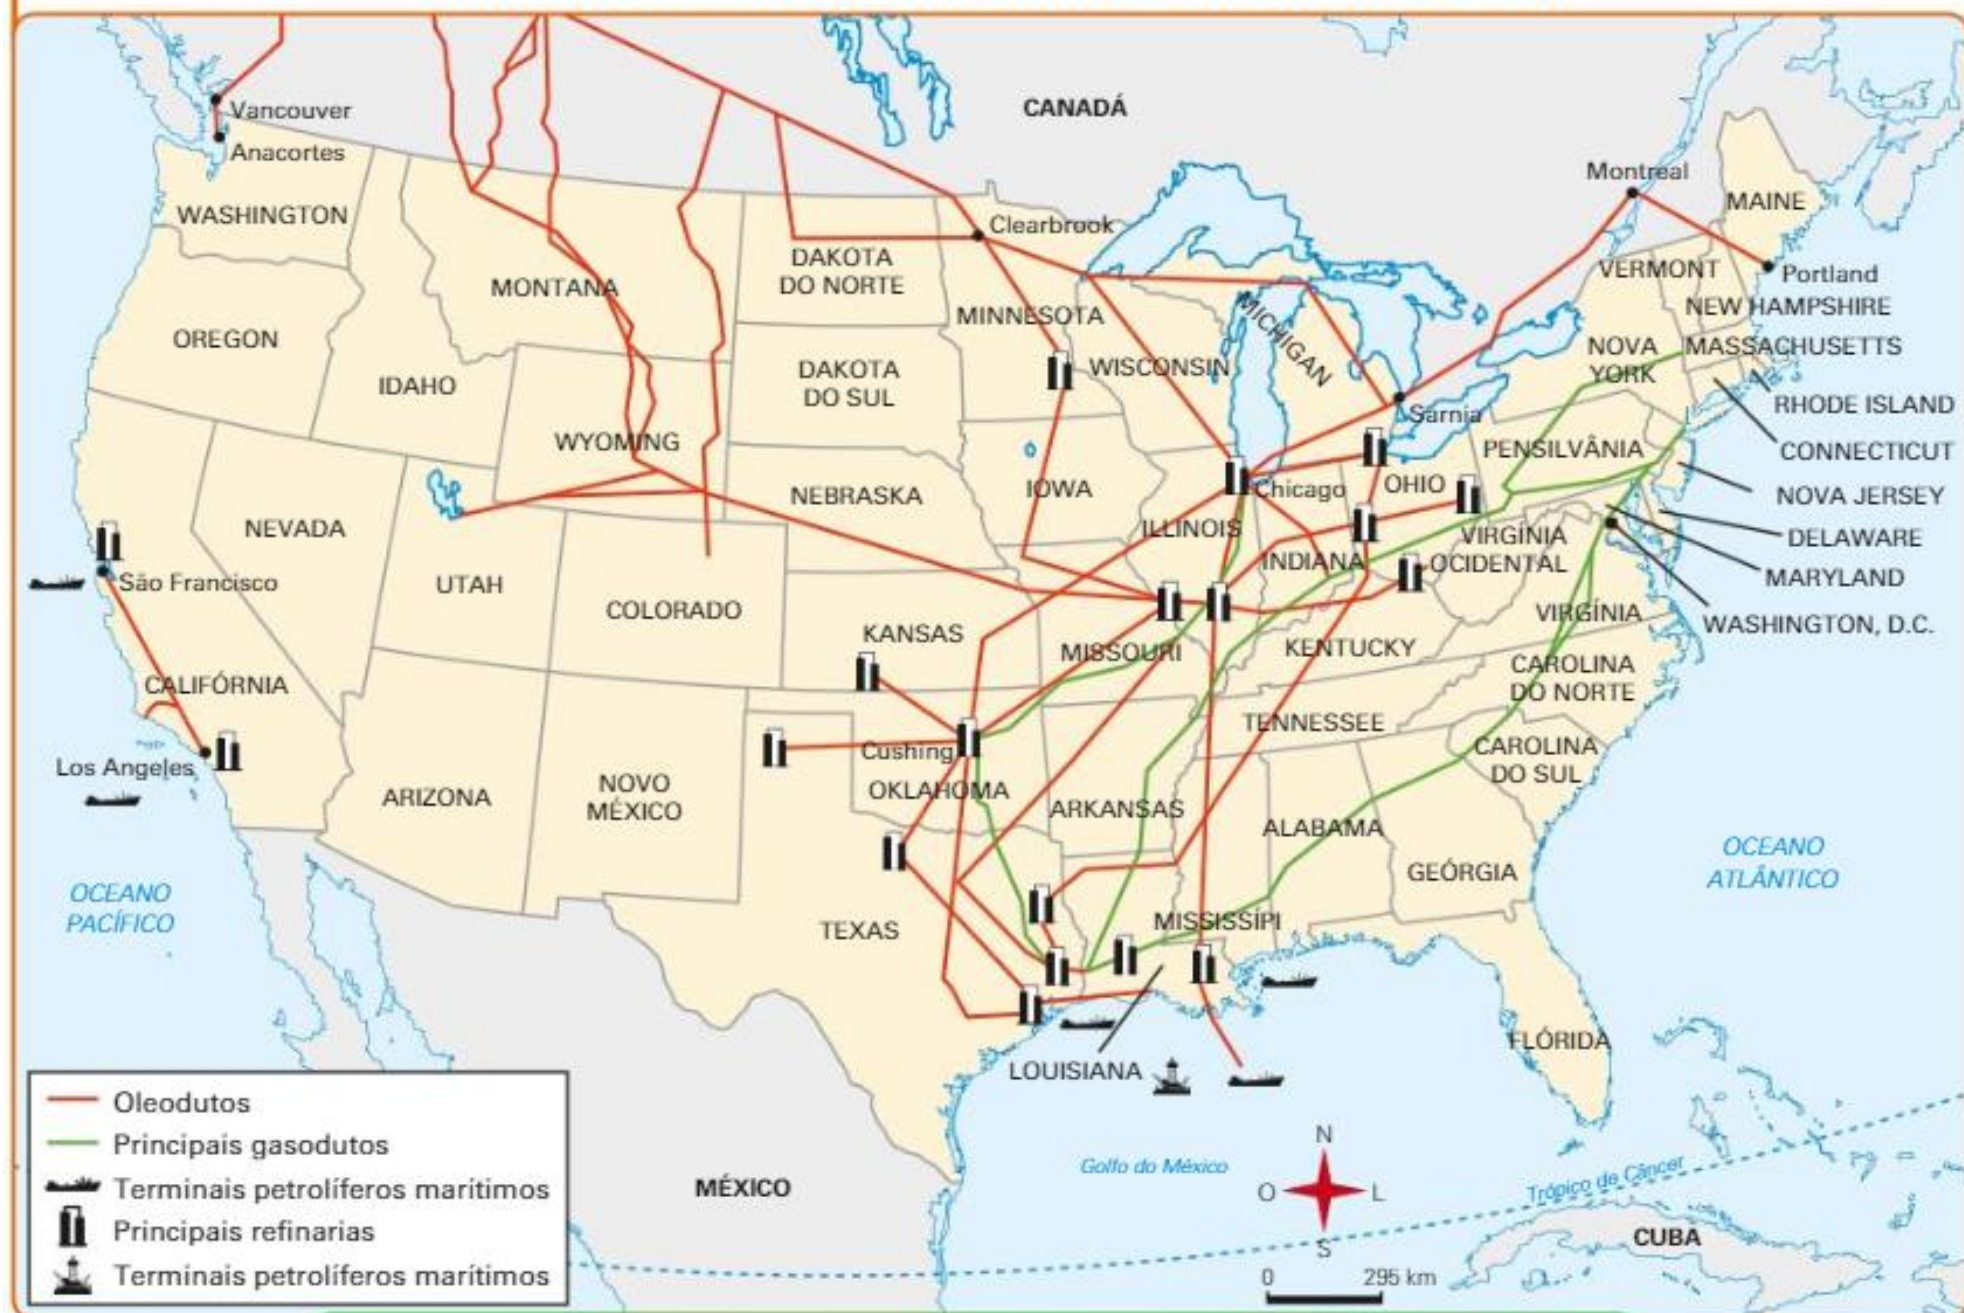 CANADÁ
Vancouver
Anacortes
Montreal
WASHINGTON
MAINE
Clearbrook
DAKOTA
DO NORTE
VERMONT
Portland
MONTANA
NEW HAMPSHIRE
MINNESOTA
MICHIGAN
OREGON
NOVA
YORK
MASSACHUSETTS
IDAHO
DAKOTA
DO SUL
WISCONSIN
RHODE ISLAND
Sarnia
WYOMING
PENSILVÂNIA
CONNECTICUT
NEBRASKA
IOWA
Chicago
OHIO
NOVA JERSEY
NEVADA
ILLINOIS
VIRGÍNIA
OCIDENTAL
DELAWARE
INDIANA
São Francisco
UTAH
COLORADO
MARYLAND
VIRGÍNIA
WASHINGTON, D.C.
KANSAS
MISSOURI
KENTUCKY
CALIFÓRNIA
CAROLINA
DO NORTE
TENNESSEE
Cushing
Los Angeles
CAROLINA
DO SUL
ARIZONA
NOVO
MÉXICO
OKLAHOMA
ARKANSAS
ALABAMA
OCEANO
ATLÂNTICO
GEÓRGIA
OCEANO
PACÍFICO
TEXAS
MISSISSÍPI
FLÓRIDA
LOUISIANA
Oleodutos
Principais gasodutos
Terminais petrolíferos marítimos
Principais refinarias
Terminais petrolíferos marítimos
MÉXICO
Golfo do México
N
O
L
S
Trópico de Câncer
CUBA
0
295 km